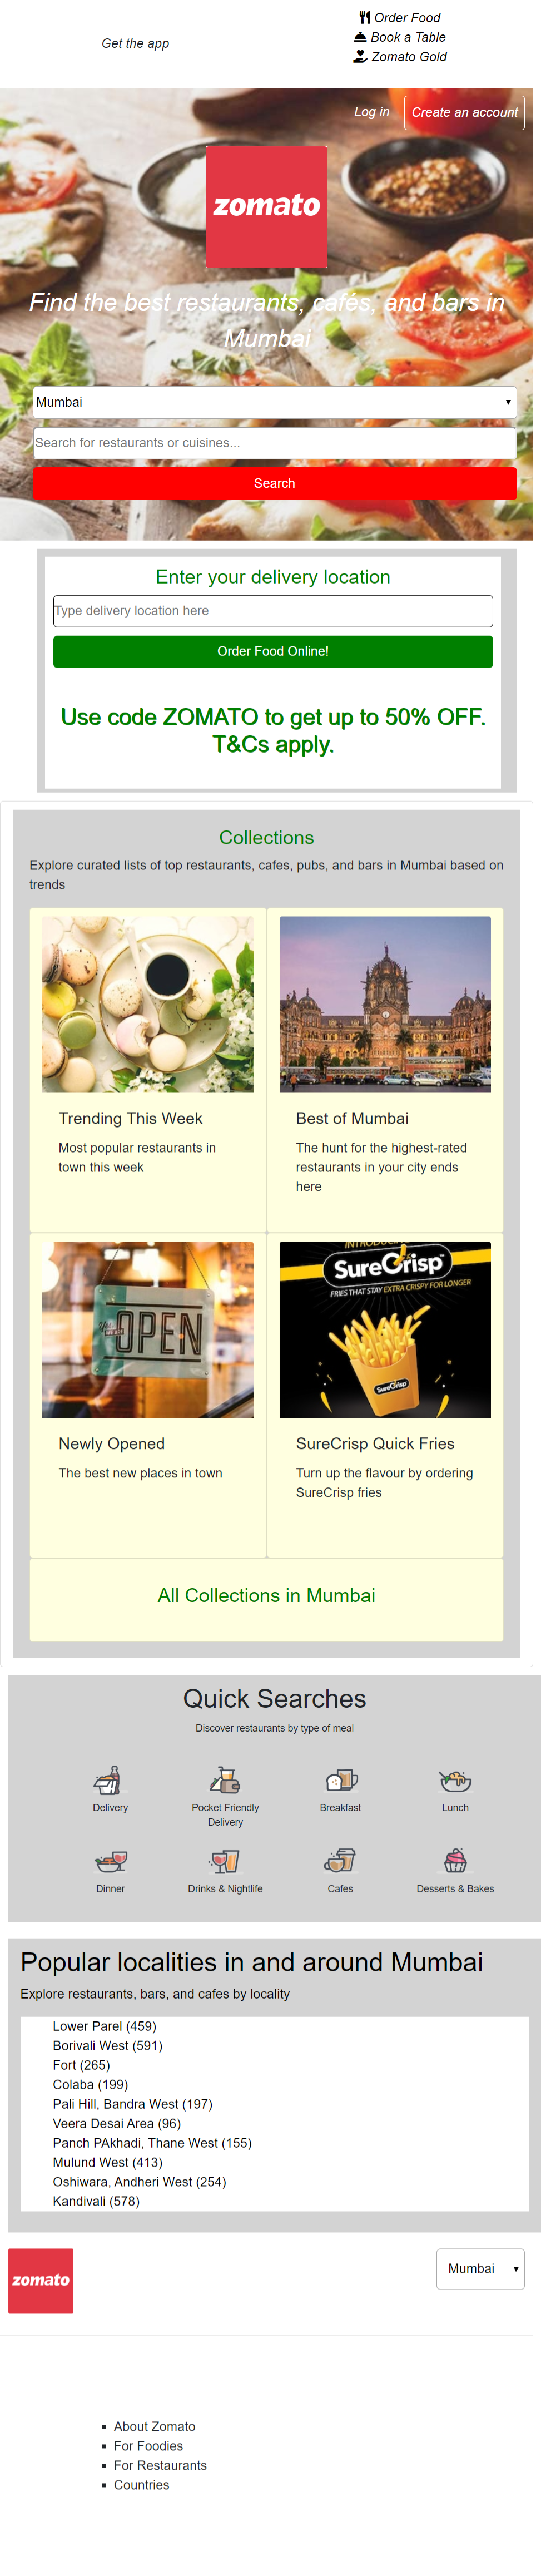 Get the app
Order Food
Book a Table
Zomato Gold
Log in
Create an account
zomato
Find the best restaurants, cafés, and bars in
Mumbai
Mumbai
Search for restaurants or cuisines...
Search
Enter your delivery location
Type delivery location here
Order Food Online!
Use code ZOMATO to get up to 50% OFF.
T&Cs apply.
Collections
Explore curated lists of top restaurants, cafes, pubs, and bars in Mumbai based on
trends
Trending This Week
Most popular restaurants in
town this week
Best of Mumbai
The hunt for the highest-rated
restaurants in your city ends
here
OPEN
Newly Opened
The best new places in town
SureCrisp
FRIES THAT STAY EXTRA CRISPY FOR LONGER
SureCrisp
SureCrisp Quick Fries
Turn up the flavour by ordering
SureCrisp fries
All Collections in Mumbai
Quick Searches
Discover restaurants by type of meal
Delivery
Pocket Friendly
Delivery
Breakfast
Lunch
Dinner
Drinks & Nightlife
Cafes
Desserts & Bakes
Popular localities in and around Mumbai
Explore restaurants, bars, and cafes by locality
Lower Parel (459)
Borivali West (591)
Fort (265)
Colaba (199)
Pali Hill, Bandra West (197)
Veera Desai Area (96)
Panch PAkhadi, Thane West (155)
Mulund West (413)
Oshiwara, Andheri West (254)
Kandivali (578)
zomato
Mumbai
About Zomato
For Foodies
For Restaurants
Countries